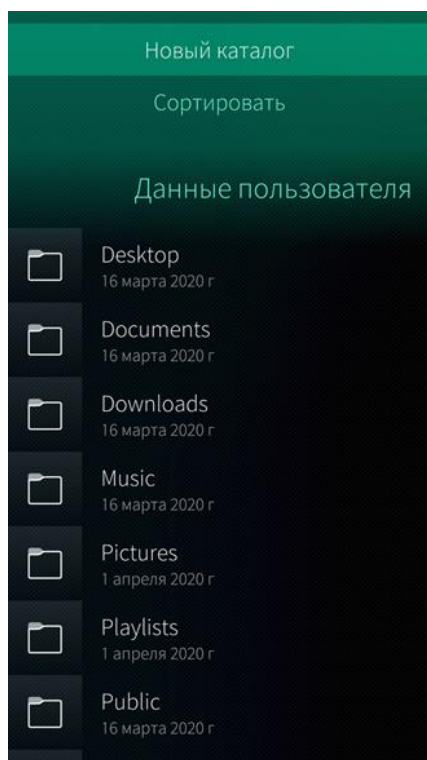 Новый каталог
Сортировать
Данные пользователя
Desktop
16 марта 2020 г
Documents
16 марта 2020 г
Downloads
16 марта 2020 г
Music
16 марта 2020 г
Pictures
1 апреля 2020 г
Playlists
1 апреля 2020 г
Public
16 марта 2020 г